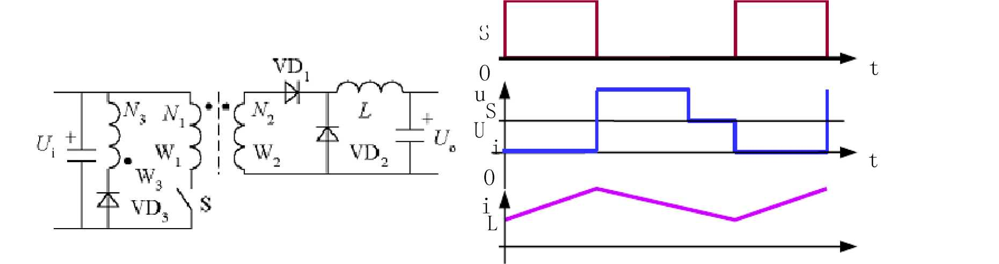 VD1
N3 N1 N2 L
+ +
Ui Uo
W1 W2 VD2
W3
VD3 S
S
0 t
uS
Ui
0 t
iL